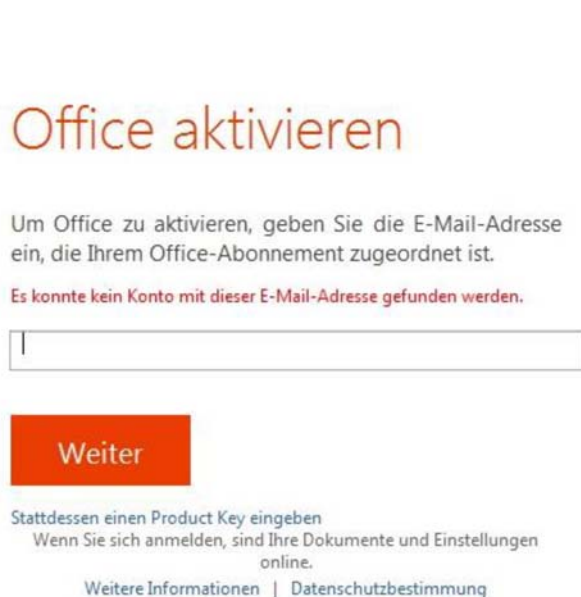 Office aktivieren
Um Office zu aktivieren, geben Sie die E-Mail-Adresse
ein, die Ihrem Office-Abonnement zugeordnet ist.
Es konnte kein Konto mit dieser E-Mail-Adresse gefunden werden.
Weiter
Stattdessen einen Product Key eingeben
Wenn Sie sich anmelden, sind Ihre Dokumente und Einstellungen
online.
Weitere Informationen | Datenschutzbestimmung